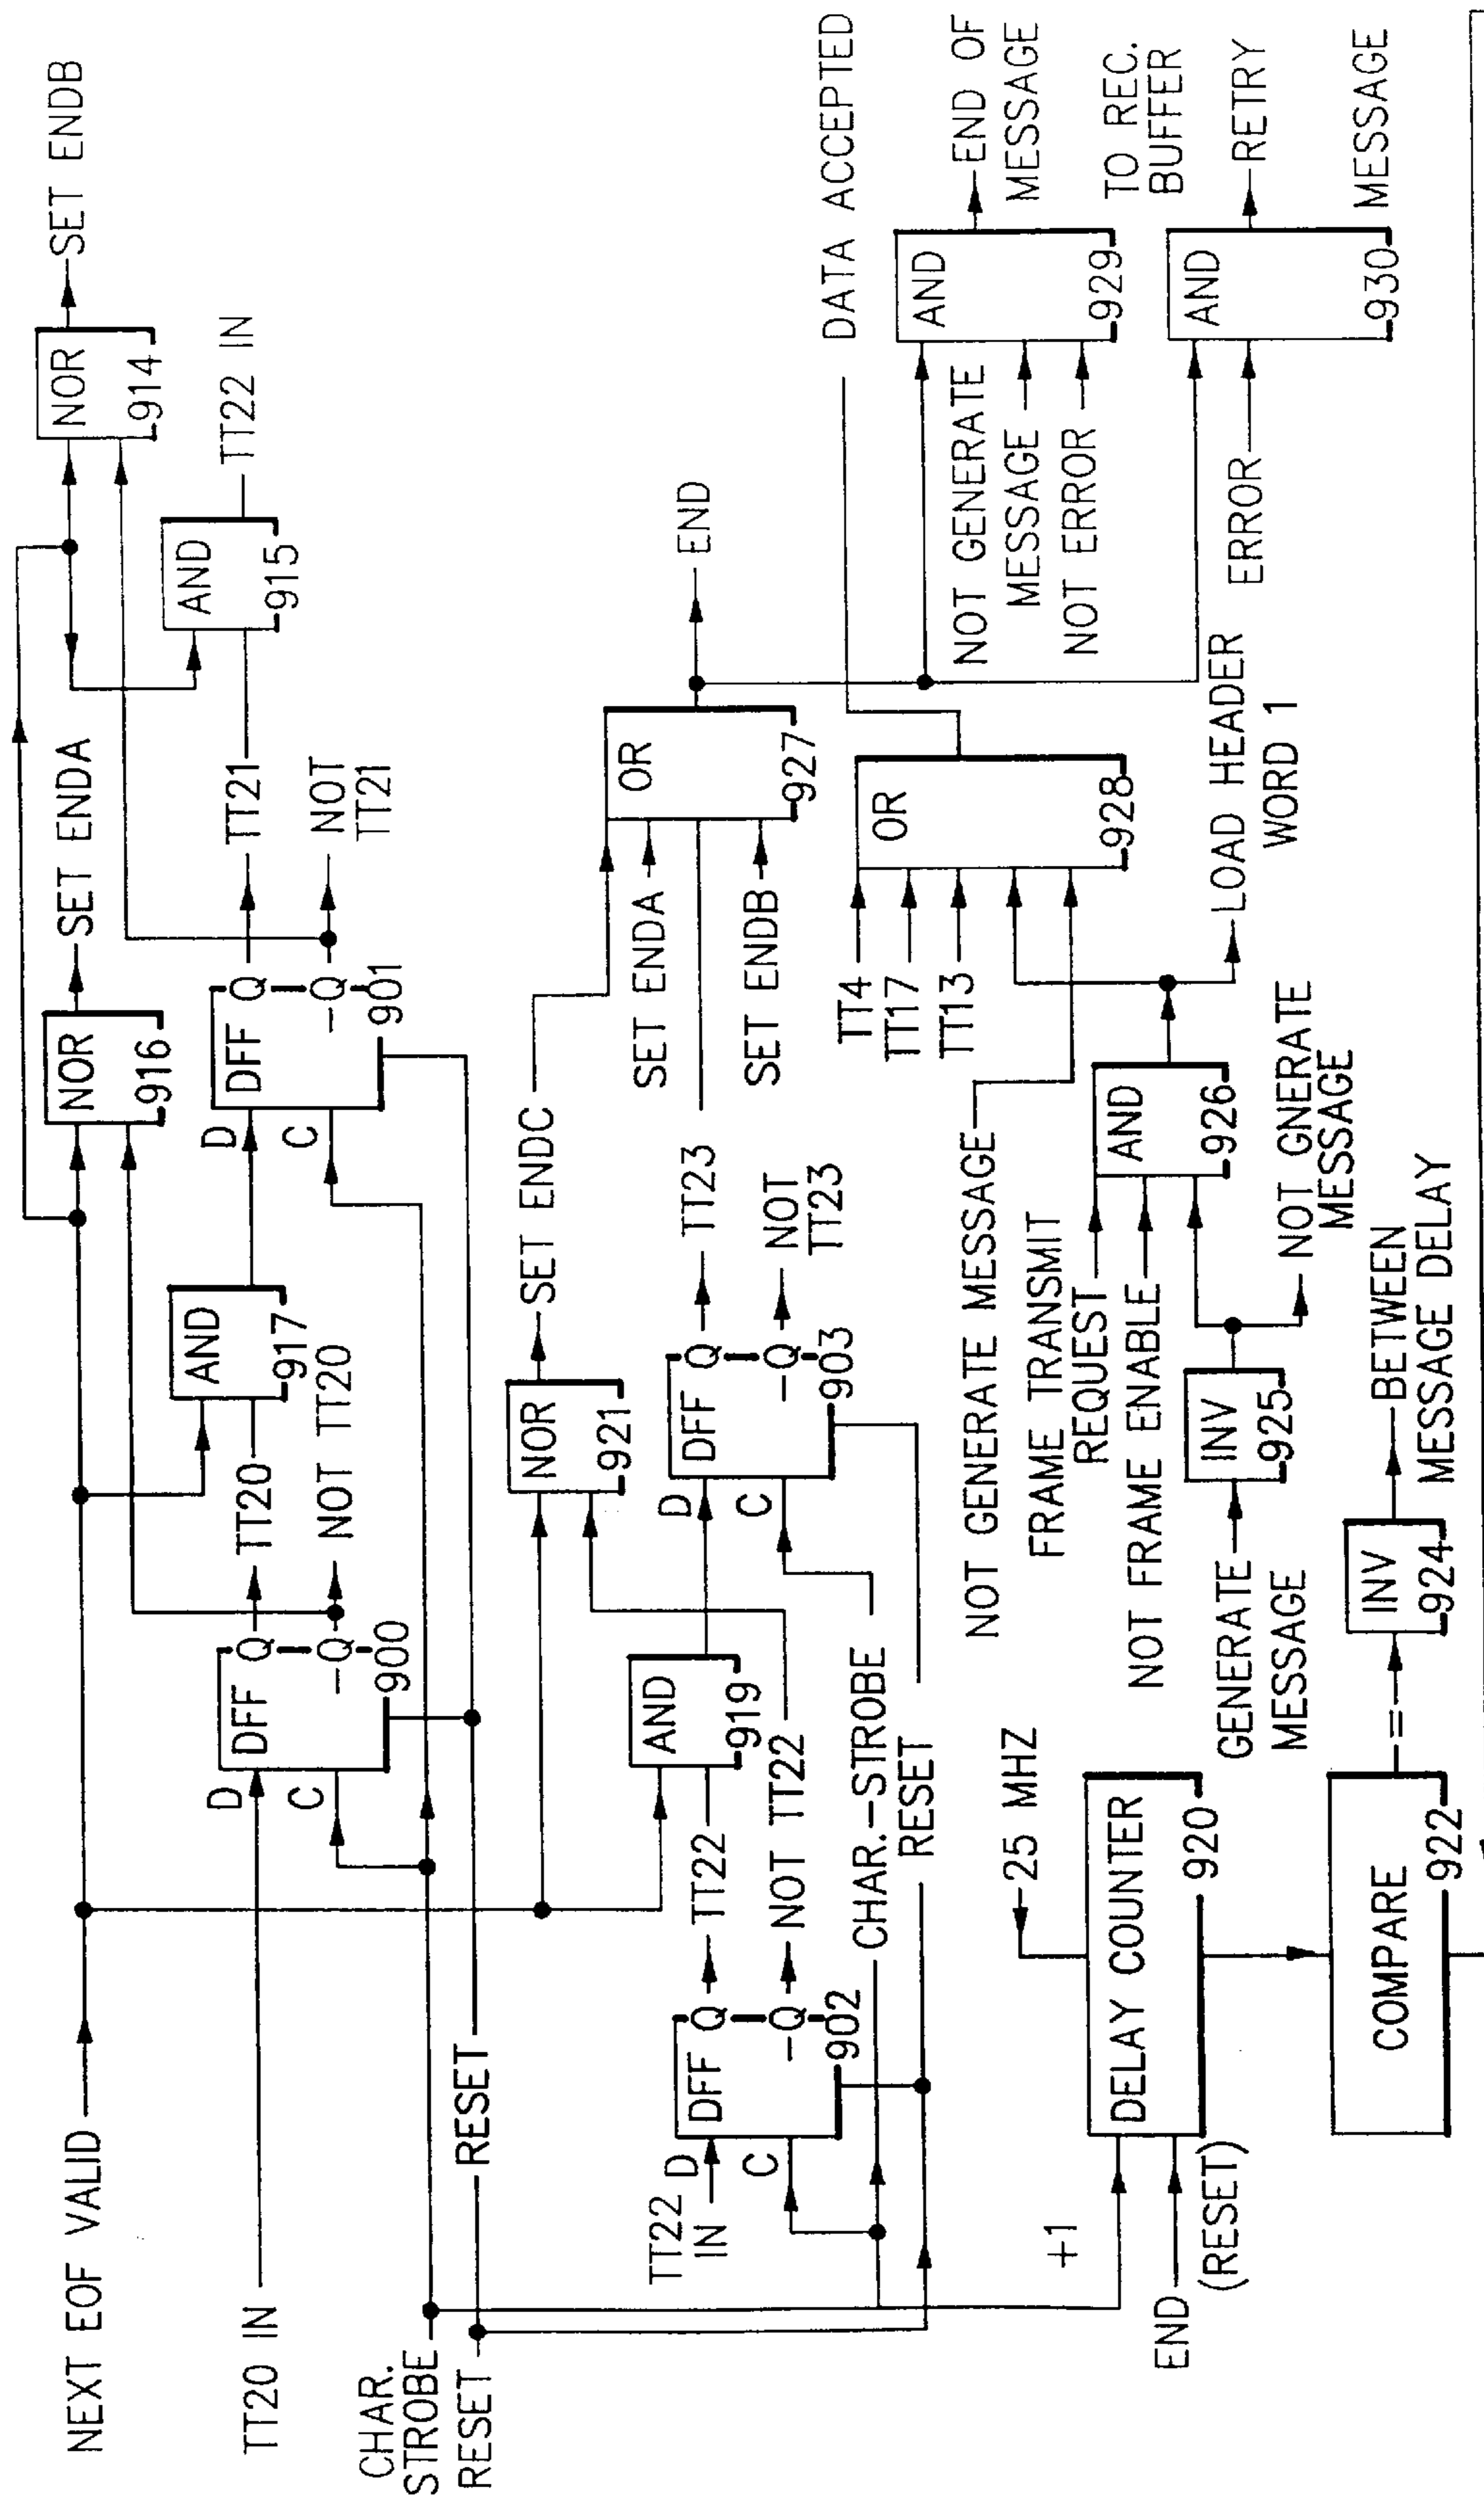 NEXT EOF VALID
TT20 IN
CHAR.
STROBE
RESET
D
C
DFF
Q
-Q
900
TT20
NOT TT20
RESET
AND
917
NOR
916
SET ENDA
D
C
DFF
Q
-Q
901
TT21
NOT
TT21
AND
915
TT22 IN
NOR
914
SET ENDB
TT22
IN
D
C
DFF
Q
-Q
902
TT22
NOT TT22
CHAR.-STROBE
RESET
AND
919
NOR
921
SET ENDC
D
C
DFF
Q
-Q
903
TT23
NOT
TT23
SET ENDA
SET ENDB
OR
927
END
TT4
TT17
TT13
OR
928
DATA ACCEPTED
NOT GENERATE MESSAGE
FRAME TRANSMIT
REQUEST
NOT FRAME ENABLE
AND
926
LOAD HEADER
WORD 1
GENERATE
MESSAGE
INV
925
NOT GNERATE
MESSAGE
NOT GENERATE
MESSAGE
NOT ERROR
AND
929
END OF
MESSAGE
TO REC.
BUFFER
ERROR
AND
930
RETRY
MESSAGE
+1
END
(RESET)
25 MHZ
DELAY COUNTER
920
COMPARE
922
=
INV
924
BETWEEN
MESSAGE DELAY